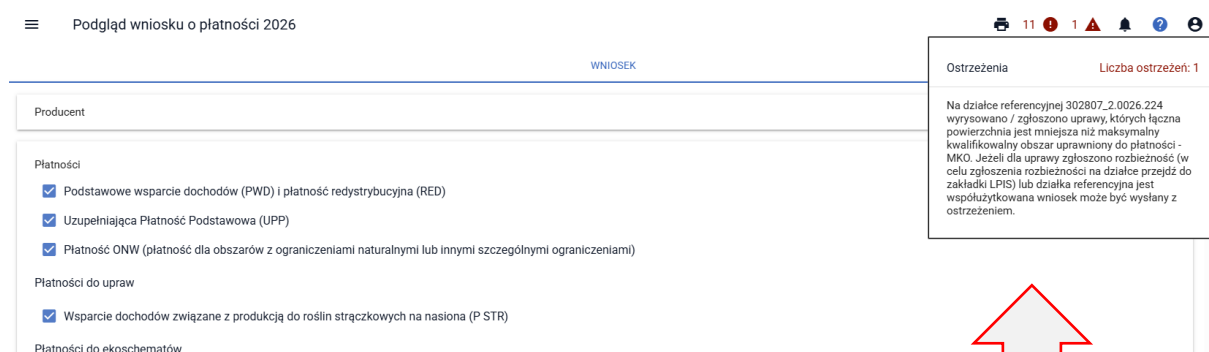 Podgląd wniosku o płatności 2026
11 1
WNIOSEK
Ostrzeżenia Liczba ostrzeżeń: 1
Na działce referencyjnej 302807_2.0026.224
wyrysowano / zgłoszono uprawy, których łączna
powierzchnia jest mniejsza niż maksymalny
kwalifikowalny obszar uprawniony do płatności -
MKO. Jeżeli dla uprawy zgłoszono rozbieżność (w
celu zgłoszenia rozbieżności na działce przejdź do
zakładki LPIS) lub działka referencyjna jest
współużytkowana wniosek może być wysłany z
ostrzeżeniem.
Producent
Płatności
Podstawowe wsparcie dochodów (PWD) i płatność redystrybucyjna (RED)
Uzupełniająca Płatność Podstawowa (UPP)
Płatność ONW (płatność dla obszarów z ograniczeniami naturalnymi lub innymi szczególnymi ograniczeniami)
Płatności do upraw
Wsparcie dochodów związane z produkcją do roślin strączkowych na nasiona (P STR)
Płatności do ekoschematów